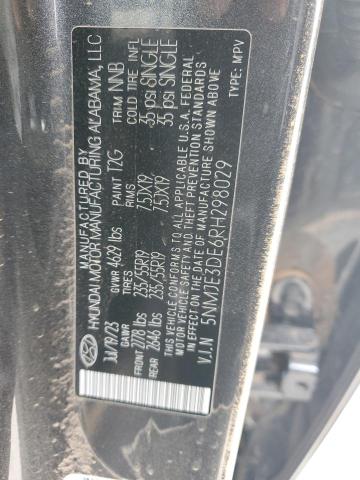 MANUFACTURED BY
HYUNDAI MOTOR MANUFACTURING ALABAMA, LLC
Jul/19/23 GVWR 4629 lbs PAINT T2G TRIM NNB
GAWR TIRES RIMS COLD TIRE INFL
FRONT 2778 lbs 235/55R19 7.5JX19 35 psi SINGLE
REAR 2646 lbs 235/55R19 7.5JX19 35 psi SINGLE
THIS VEHICLE CONFORMS TO ALL APPLICABLE U.S.A. FEDERAL
MOTOR VEHICLE SAFETY AND THEFT PREVENTION STANDARDS
IN EFFECT ON THE DATE OF MANUFACTURE SHOWN ABOVE.
V.I.N 5NMJE3DE6RH298029 TYPE: MPV